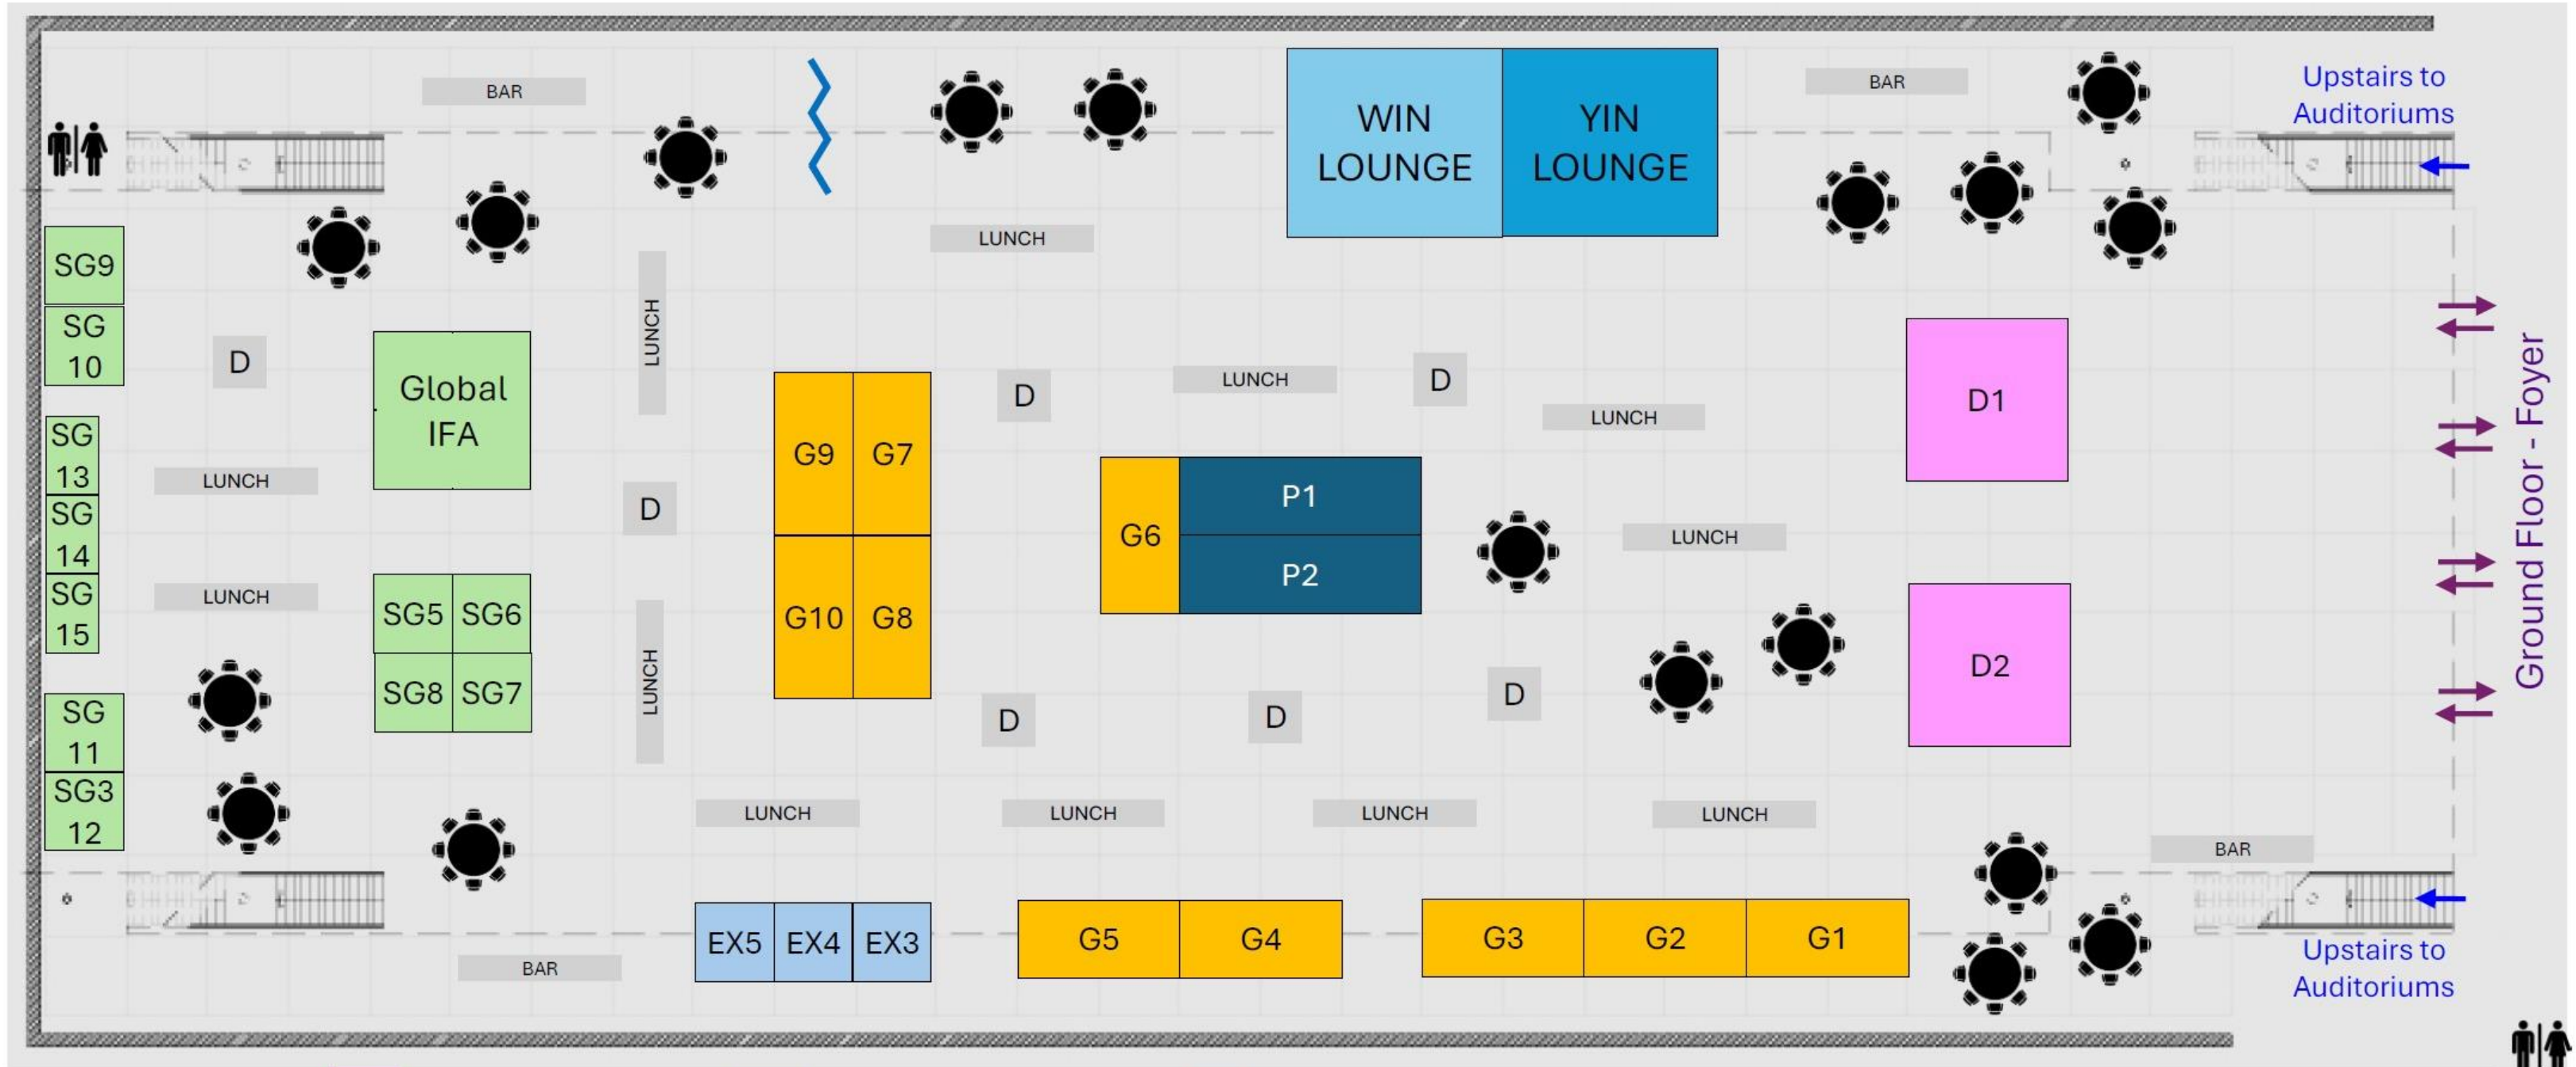 BAR
WIN
LOUNGE
YIN
LOUNGE
BAR
Upstairs to
Auditoriums
SG9
SG
10
D
Global
IFA
LUNCH
LUNCH
D
LUNCH
D
LUNCH
D1
Ground Floor - Foyer
SG
13
SG
14
SG
15
LUNCH
LUNCH
SG5
SG6
SG8
SG7
D
LUNCH
G9
G7
G10
G8
G6
P1
P2
LUNCH
D2
D
D
D
SG
11
SG3
12
LUNCH
LUNCH
LUNCH
LUNCH
BAR
BAR
EX5
EX4
EX3
G5
G4
G3
G2
G1
Upstairs to
Auditoriums